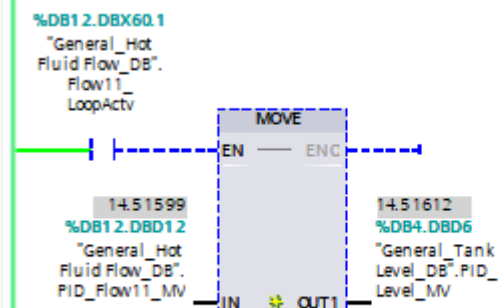 %DB12.DBX60.1
"General_Hot
Fluid Flow_DB".
Flow11_
LoopActv
MOVE
EN
ENO
14.51599
%DB12.DBD12
"General_Hot
Fluid Flow_DB".
PID_Flow11_MV
IN
OUT1
14.51612
%DB4.DBD6
"General_Tank
Level_DB".PID_
Level_MV